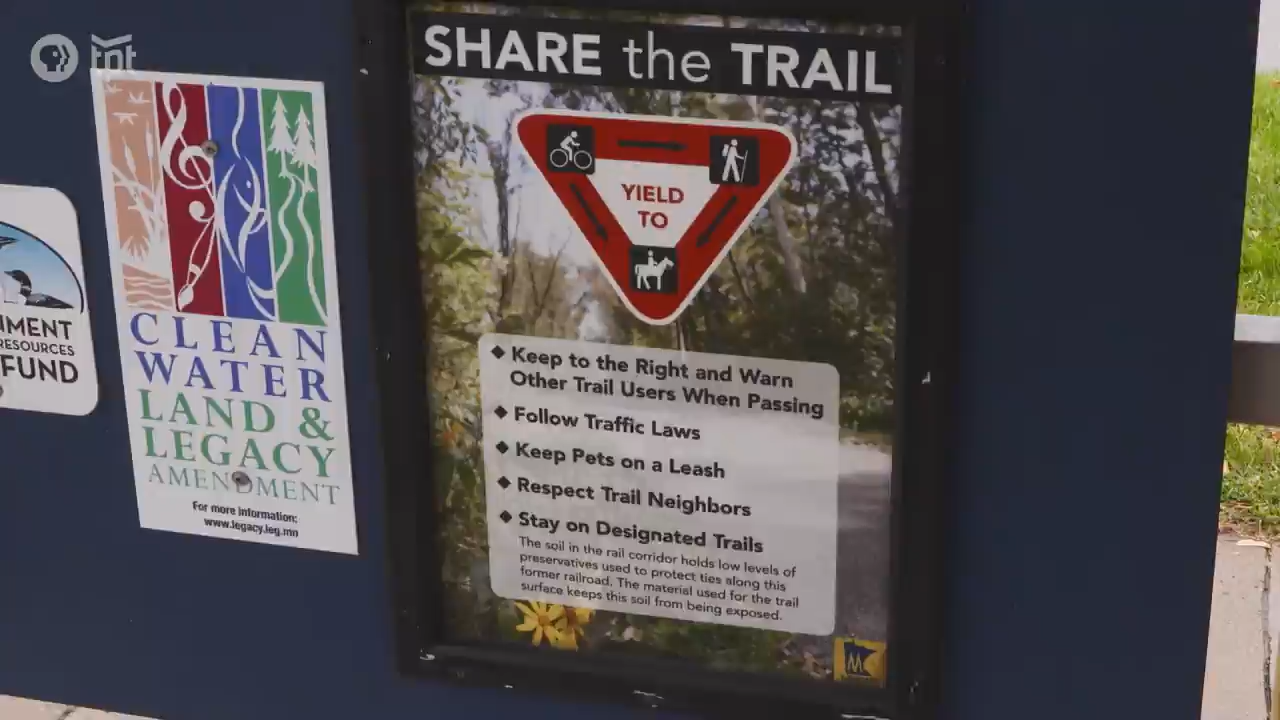 tpt
SHARE the TRAIL
YIELD
TO
Keep to the Right and Warn
Other Trail Users When Passing
Follow Traffic Laws
Keep Pets on a Leash
Respect Trail Neighbors
Stay on Designated Trails
The soil in the rail corridor holds low levels of
preservatives used to protect ties along this
former railroad. The material used for the trail
surface keeps this soil from being exposed.
M
CLEAN
WATER
LAND &
LEGACY
AMENDMENT
For more information:
www.legacy.leg.mn
RESOURCES
FUND